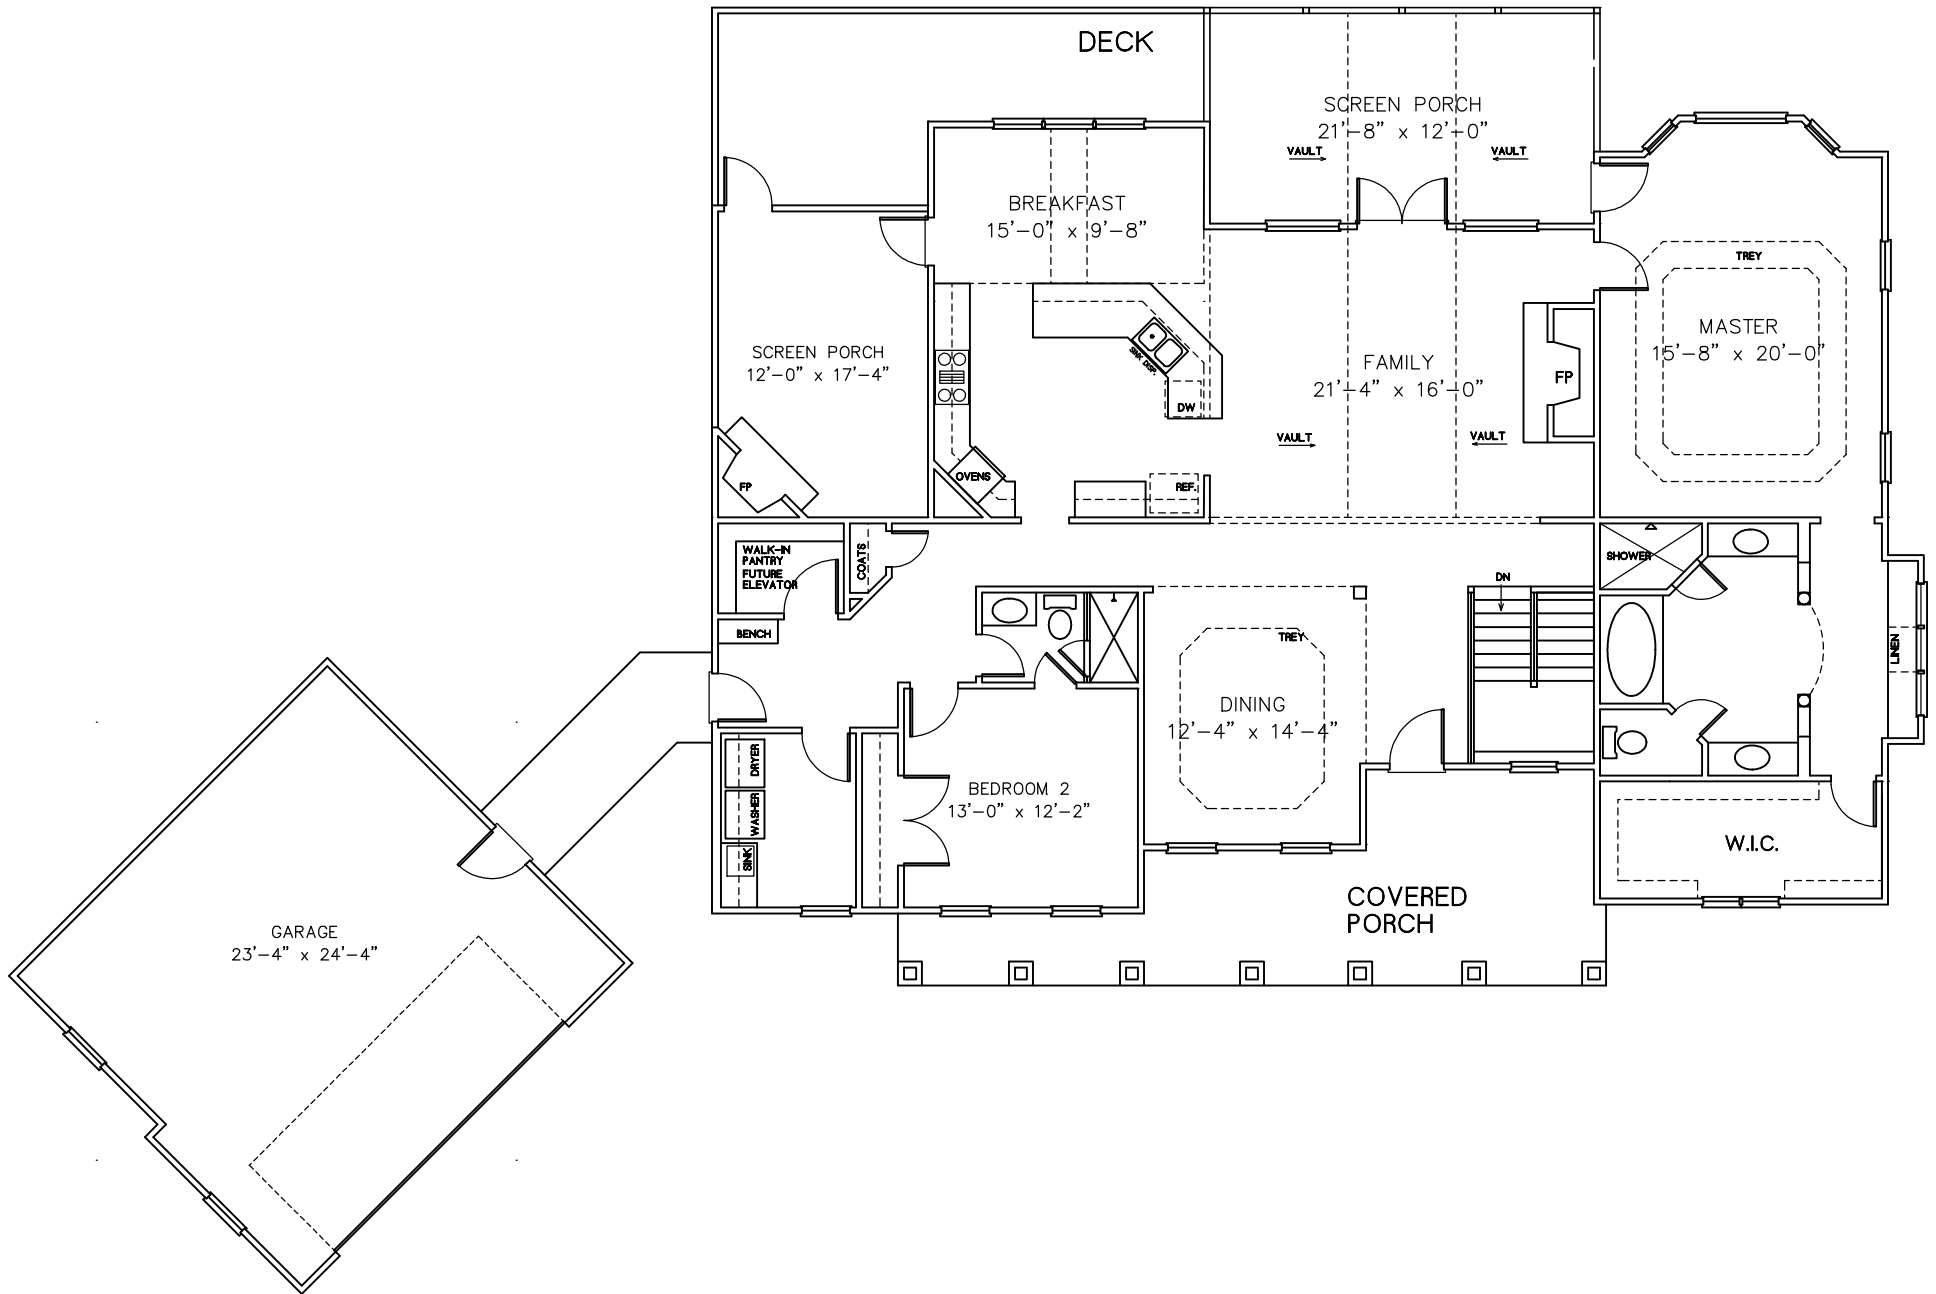 DECK
SCREEN PORCH
21'-8" x 12'-0"
VAULT
VAULT
BREAKFAST
15'-0" x 9'-8"
TREY
MASTER
15'-8" x 20'-0"
SCREEN PORCH
12'-0" x 17'-4"
SINK DISP.
DW
FAMILY
21'-4" x 16'-0"
FP
VAULT
VAULT
FP
OVENS
REF.
WALK-IN
PANTRY
FUTURE
ELEVATOR
COATS
SHOWER
DN
BENCH
TREY
LINEN
DINING
12'-4" x 14'-4"
DRYER
WASHER
SINK
BEDROOM 2
13'-0" x 12'-2"
W.I.C.
COVERED
PORCH
GARAGE
23'-4" x 24'-4"